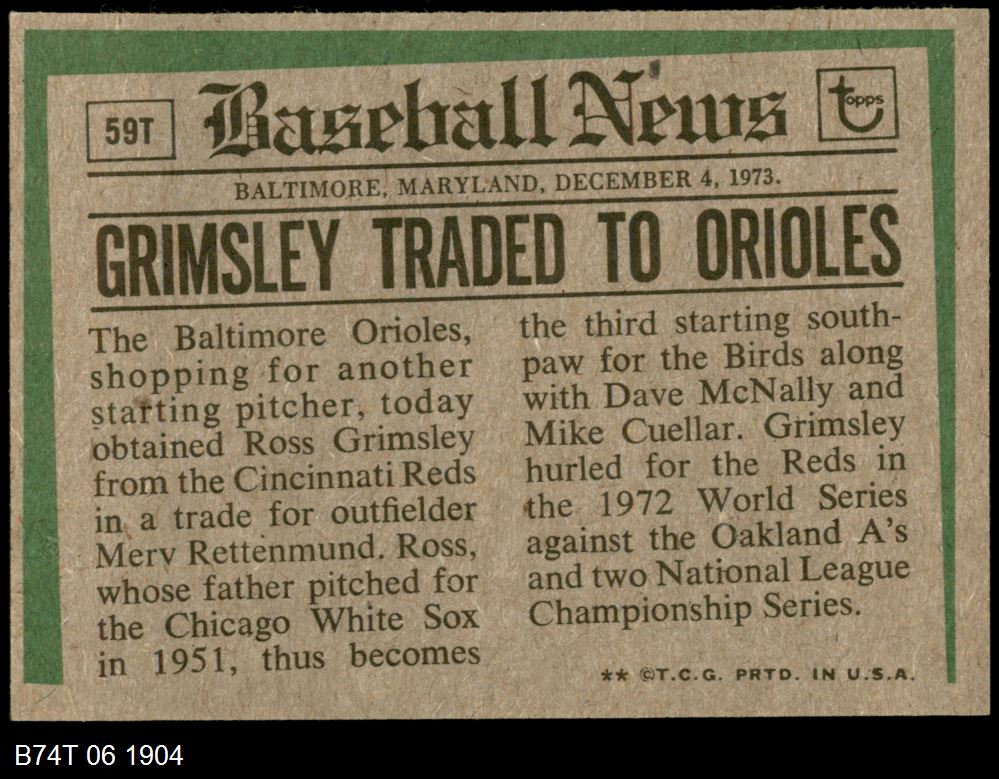 59T
Baseball News
topps
BALTIMORE, MARYLAND, DECEMBER 4, 1973.
GRIMSLEY TRADED TO ORIOLES
The Baltimore Orioles,
shopping for another
starting pitcher, today
obtained Ross Grimsley
from the Cincinnati Reds
in a trade for outfielder
Merv Rettenmund. Ross,
whose father pitched for
the Chicago White Sox
in 1951, thus becomes
the third starting south-
paw for the Birds along
with Dave McNally and
Mike Cuellar. Grimsley
hurled for the Reds in
the 1972 World Series
against the Oakland A's
and two National League
Championship Series.
** ©T.C.G. PRTD. IN U.S.A.
B74T 06 1904